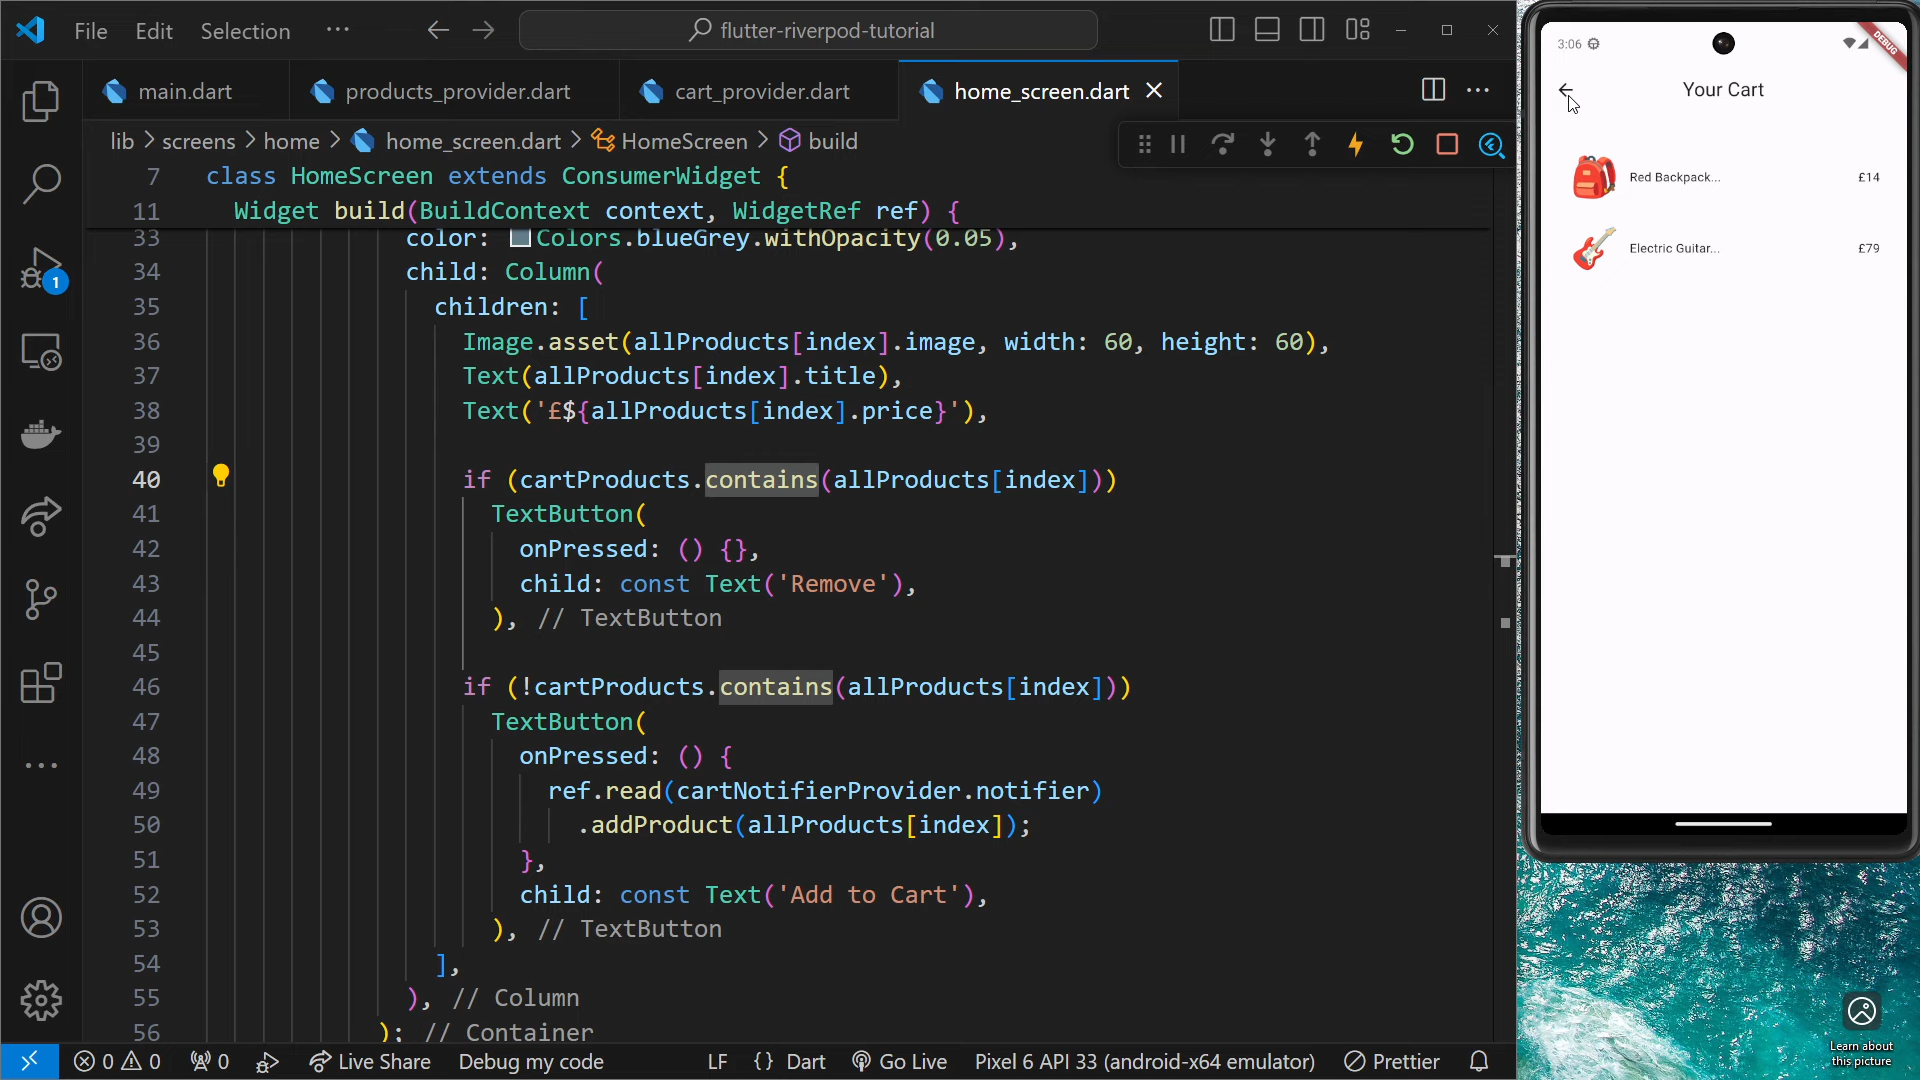 File Edit Selection ··· flutter-riverpod-tutorial
main.dart products_provider.dart cart_provider.dart home_screen.dart
lib > screens > home > home_screen.dart > HomeScreen > build
7 class HomeScreen extends ConsumerWidget {
11 Widget build(BuildContext context, WidgetRef ref) {
33 color: Colors.blueGrey.withOpacity(0.05),
34 child: Column(
35 children: [
36 Image.asset(allProducts[index].image, width: 60, height: 60),
37 Text(allProducts[index].title),
38 Text('£${allProducts[index].price}'),
39
40 if (cartProducts.contains(allProducts[index]))
41 TextButton(
42 onPressed: () {},
43 child: const Text('Remove'),
44 ), // TextButton
45
46 if (!cartProducts.contains(allProducts[index]))
47 TextButton(
48 onPressed: () {
49 ref.read(cartNotifierProvider.notifier)
50 .addProduct(allProducts[index]);
51 },
52 child: const Text('Add to Cart'),
53 ), // TextButton
54 ],
55 ), // Column
56 ); // Container
1
0 0 0 Live Share Debug my code LF {} Dart Go Live Pixel 6 API 33 (android-x64 emulator) Prettier
3:06
DEBUG
Your Cart
Red Backpack... £14
Electric Guitar... £79
Learn about
this picture